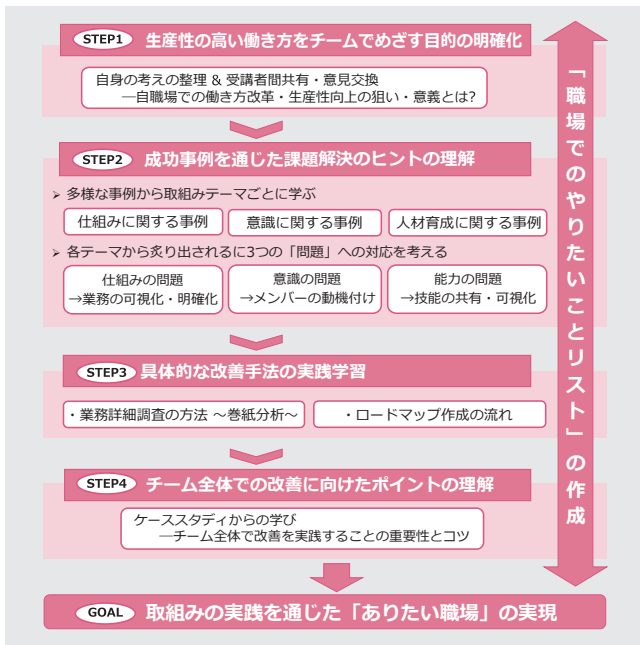 STEP1 生産性の高い働き方をチームでめざす目的の明確化
自身の考えの整理 & 受講者間共有・意見交換
―自職場での働き方改革・生産性向上の狙い・意義とは?
STEP2 成功事例を通じた課題解決のヒントの理解
➢ 多様な事例から取組みテーマごとに学ぶ
仕組みに関する事例 意識に関する事例 人材育成に関する事例
➢ 各テーマから炙り出されるに3つの「問題」への対応を考える
仕組みの問題 意識の問題 能力の問題
→業務の可視化・明確化 →メンバーの動機付け →技能の共有・可視化
STEP3 具体的な改善手法の実践学習
・業務詳細調査の方法 ～巻紙分析～ ・ロードマップ作成の流れ
STEP4 チーム全体での改善に向けたポイントの理解
ケーススタディからの学び
―チーム全体で改善を実践することの重要性とコツ
GOAL 取組みの実践を通じた「ありたい職場」の実現
「職場でのやりたいことリスト」の作成